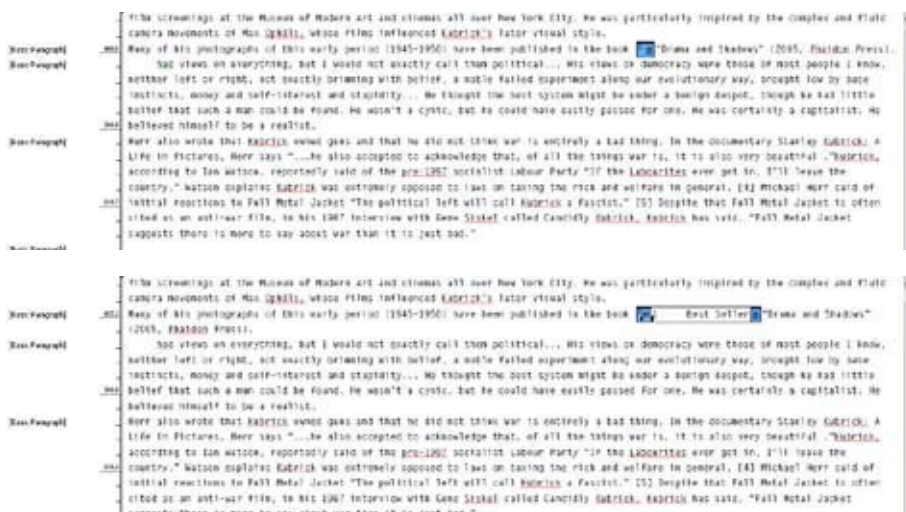 film screenings at the Museum of Modern Art and cinemas all over New York City. He was particularly inspired by the complex and fluid
camera movements of Max Ophüls, whose films influenced Kubrick's later visual style.
[Basic Paragraph] Many of his photographs of this early period (1945-1950) have been published in the book "Drama and Shadows" (2005, Phaidon Press).
[Basic Paragraph] had views on everything, but I would not exactly call them political... His views on democracy were those of most people I know,
neither left or right, not exactly brimming with belief, a noble failed experiment along our evolutionary way, brought low by base
instincts, money and self-interest and stupidity... He thought the best system might be under a benign despot, though he had little
belief that such a man could be found. He wasn't a cynic, but he could have easily passed for one. He was certainly a capitalist. He
believed himself to be a realist.
[Basic Paragraph] Herr also wrote that Kubrick owned guns and that he did not think war is entirely a bad thing. In the documentary Stanley Kubrick: A
Life in Pictures, Herr says "...he also accepted to acknowledge that, of all the things war is, it is also very beautiful ."Kubrick,
according to Ian Watson, reportedly said of the pre-1997 socialist Labour Party "If the Labourites ever get in, I'll leave the
country." Watson explains Kubrick was extremely opposed to laws on taxing the rich and welfare in general. [4] Michael Herr said of
initial reactions to Full Metal Jacket "The political left will call Kubrick a Fascist." [5] Despite that Full Metal Jacket is often
cited as an anti-war film, in his 1987 interview with Gene Siskel called Candidly Kubrick, Kubrick has said, "Full Metal Jacket
suggests there is more to say about war than it is just bad."
[Basic Paragraph]
film screenings at the Museum of Modern Art and cinemas all over New York City. He was particularly inspired by the complex and fluid
camera movements of Max Ophüls, whose films influenced Kubrick's later visual style.
[Basic Paragraph] Many of his photographs of this early period (1945-1950) have been published in the book Best Seller "Drama and Shadows"
(2005, Phaidon Press).
[Basic Paragraph] had views on everything, but I would not exactly call them political... His views on democracy were those of most people I know,
neither left or right, not exactly brimming with belief, a noble failed experiment along our evolutionary way, brought low by base
instincts, money and self-interest and stupidity... He thought the best system might be under a benign despot, though he had little
belief that such a man could be found. He wasn't a cynic, but he could have easily passed for one. He was certainly a capitalist. He
believed himself to be a realist.
[Basic Paragraph] Herr also wrote that Kubrick owned guns and that he did not think war is entirely a bad thing. In the documentary Stanley Kubrick: A
Life in Pictures, Herr says "...he also accepted to acknowledge that, of all the things war is, it is also very beautiful ."Kubrick,
according to Ian Watson, reportedly said of the pre-1997 socialist Labour Party "If the Labourites ever get in, I'll leave the
country." Watson explains Kubrick was extremely opposed to laws on taxing the rich and welfare in general. [4] Michael Herr said of
initial reactions to Full Metal Jacket "The political left will call Kubrick a Fascist." [5] Despite that Full Metal Jacket is often
cited as an anti-war film, in his 1987 interview with Gene Siskel called Candidly Kubrick, Kubrick has said, "Full Metal Jacket
suggests there is more to say about war than it is just bad."